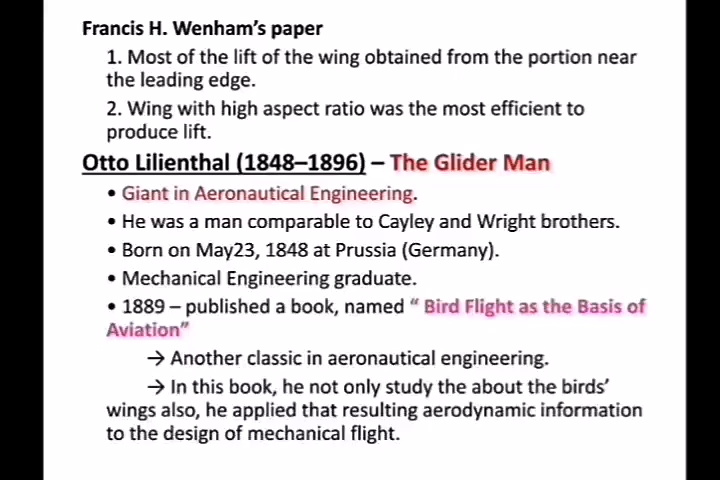 Francis H. Wenham's paper
1. Most of the lift of the wing obtained from the portion near
the leading edge.
2. Wing with high aspect ratio was the most efficient to
produce lift.
Otto Lilienthal (1848–1896) – The Glider Man
• Giant in Aeronautical Engineering.
• He was a man comparable to Cayley and Wright brothers.
• Born on May23, 1848 at Prussia (Germany).
• Mechanical Engineering graduate.
• 1889 – published a book, named “ Bird Flight as the Basis of
Aviation”
→ Another classic in aeronautical engineering.
→ In this book, he not only study the about the birds’
wings also, he applied that resulting aerodynamic information
to the design of mechanical flight.